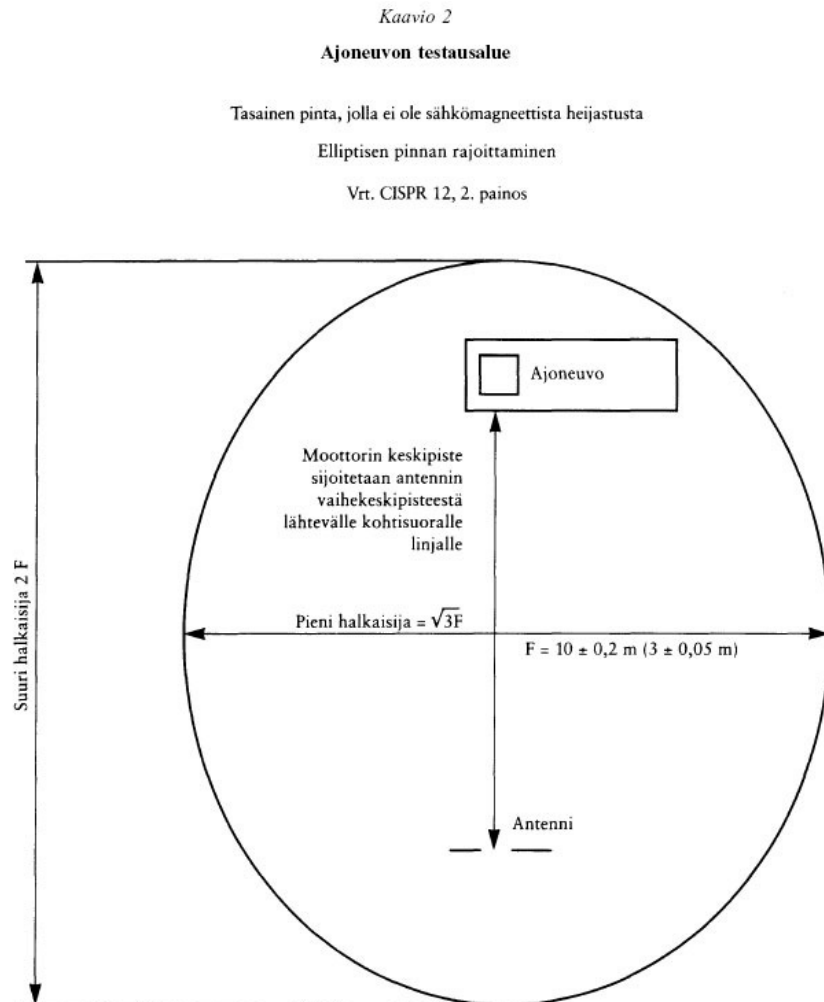 Kaavio 2
Ajoneuvon testausalue
Tasainen pinta, jolla ei ole sähkömagneettista heijastusta
Elliptisen pinnan rajoittaminen
Vrt. CISPR 12, 2. painos
Ajoneuvo
Moottorin keskipiste
sijoitetaan antennin
vaihekeskipisteestä
lähtevälle kohtisuoralle
linjalle
Suuri halkaisija 2 F
Pieni halkaisija = √3F
F = 10 ± 0,2 m (3 ± 0,05 m)
Antenni